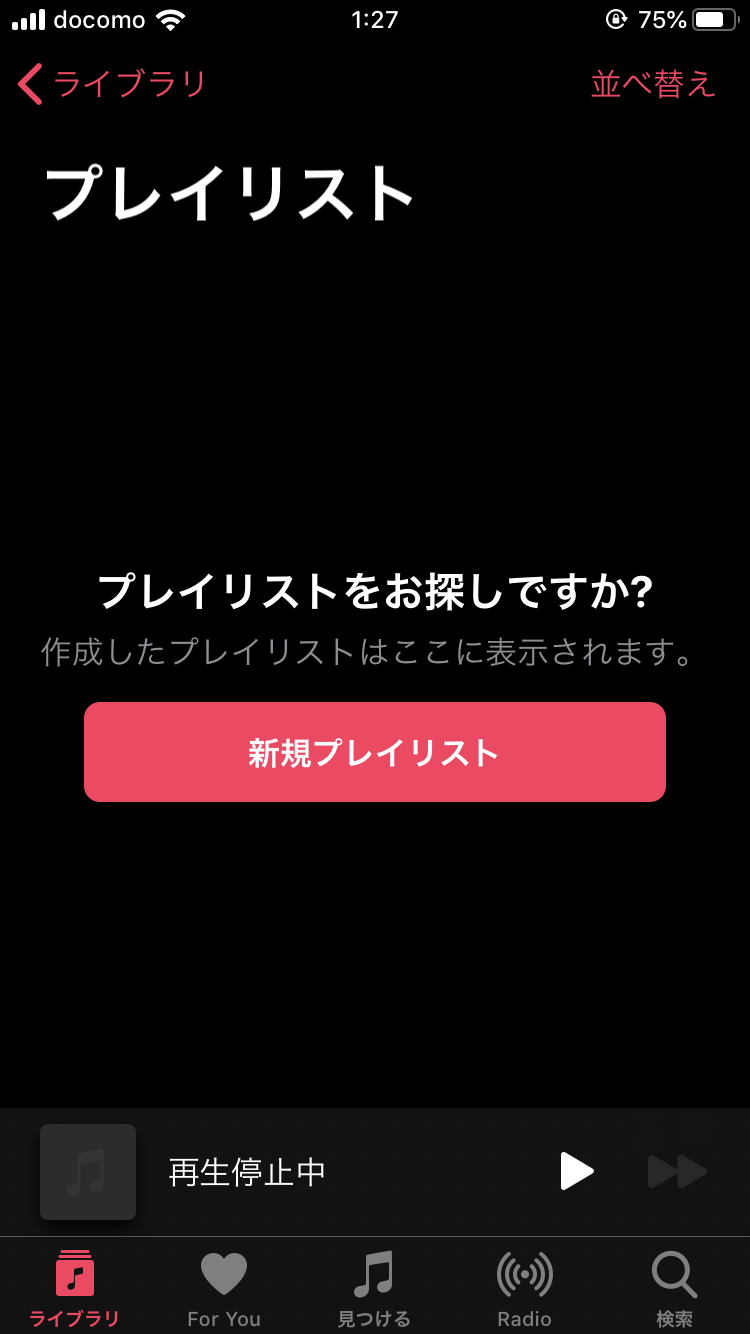 docomo 1:27 75%
ライブラリ 並べ替え
プレイリスト
プレイリストをお探しですか?
作成したプレイリストはここに表示されます。
新規プレイリスト
再生停止中
ライブラリ For You 見つける Radio 検索